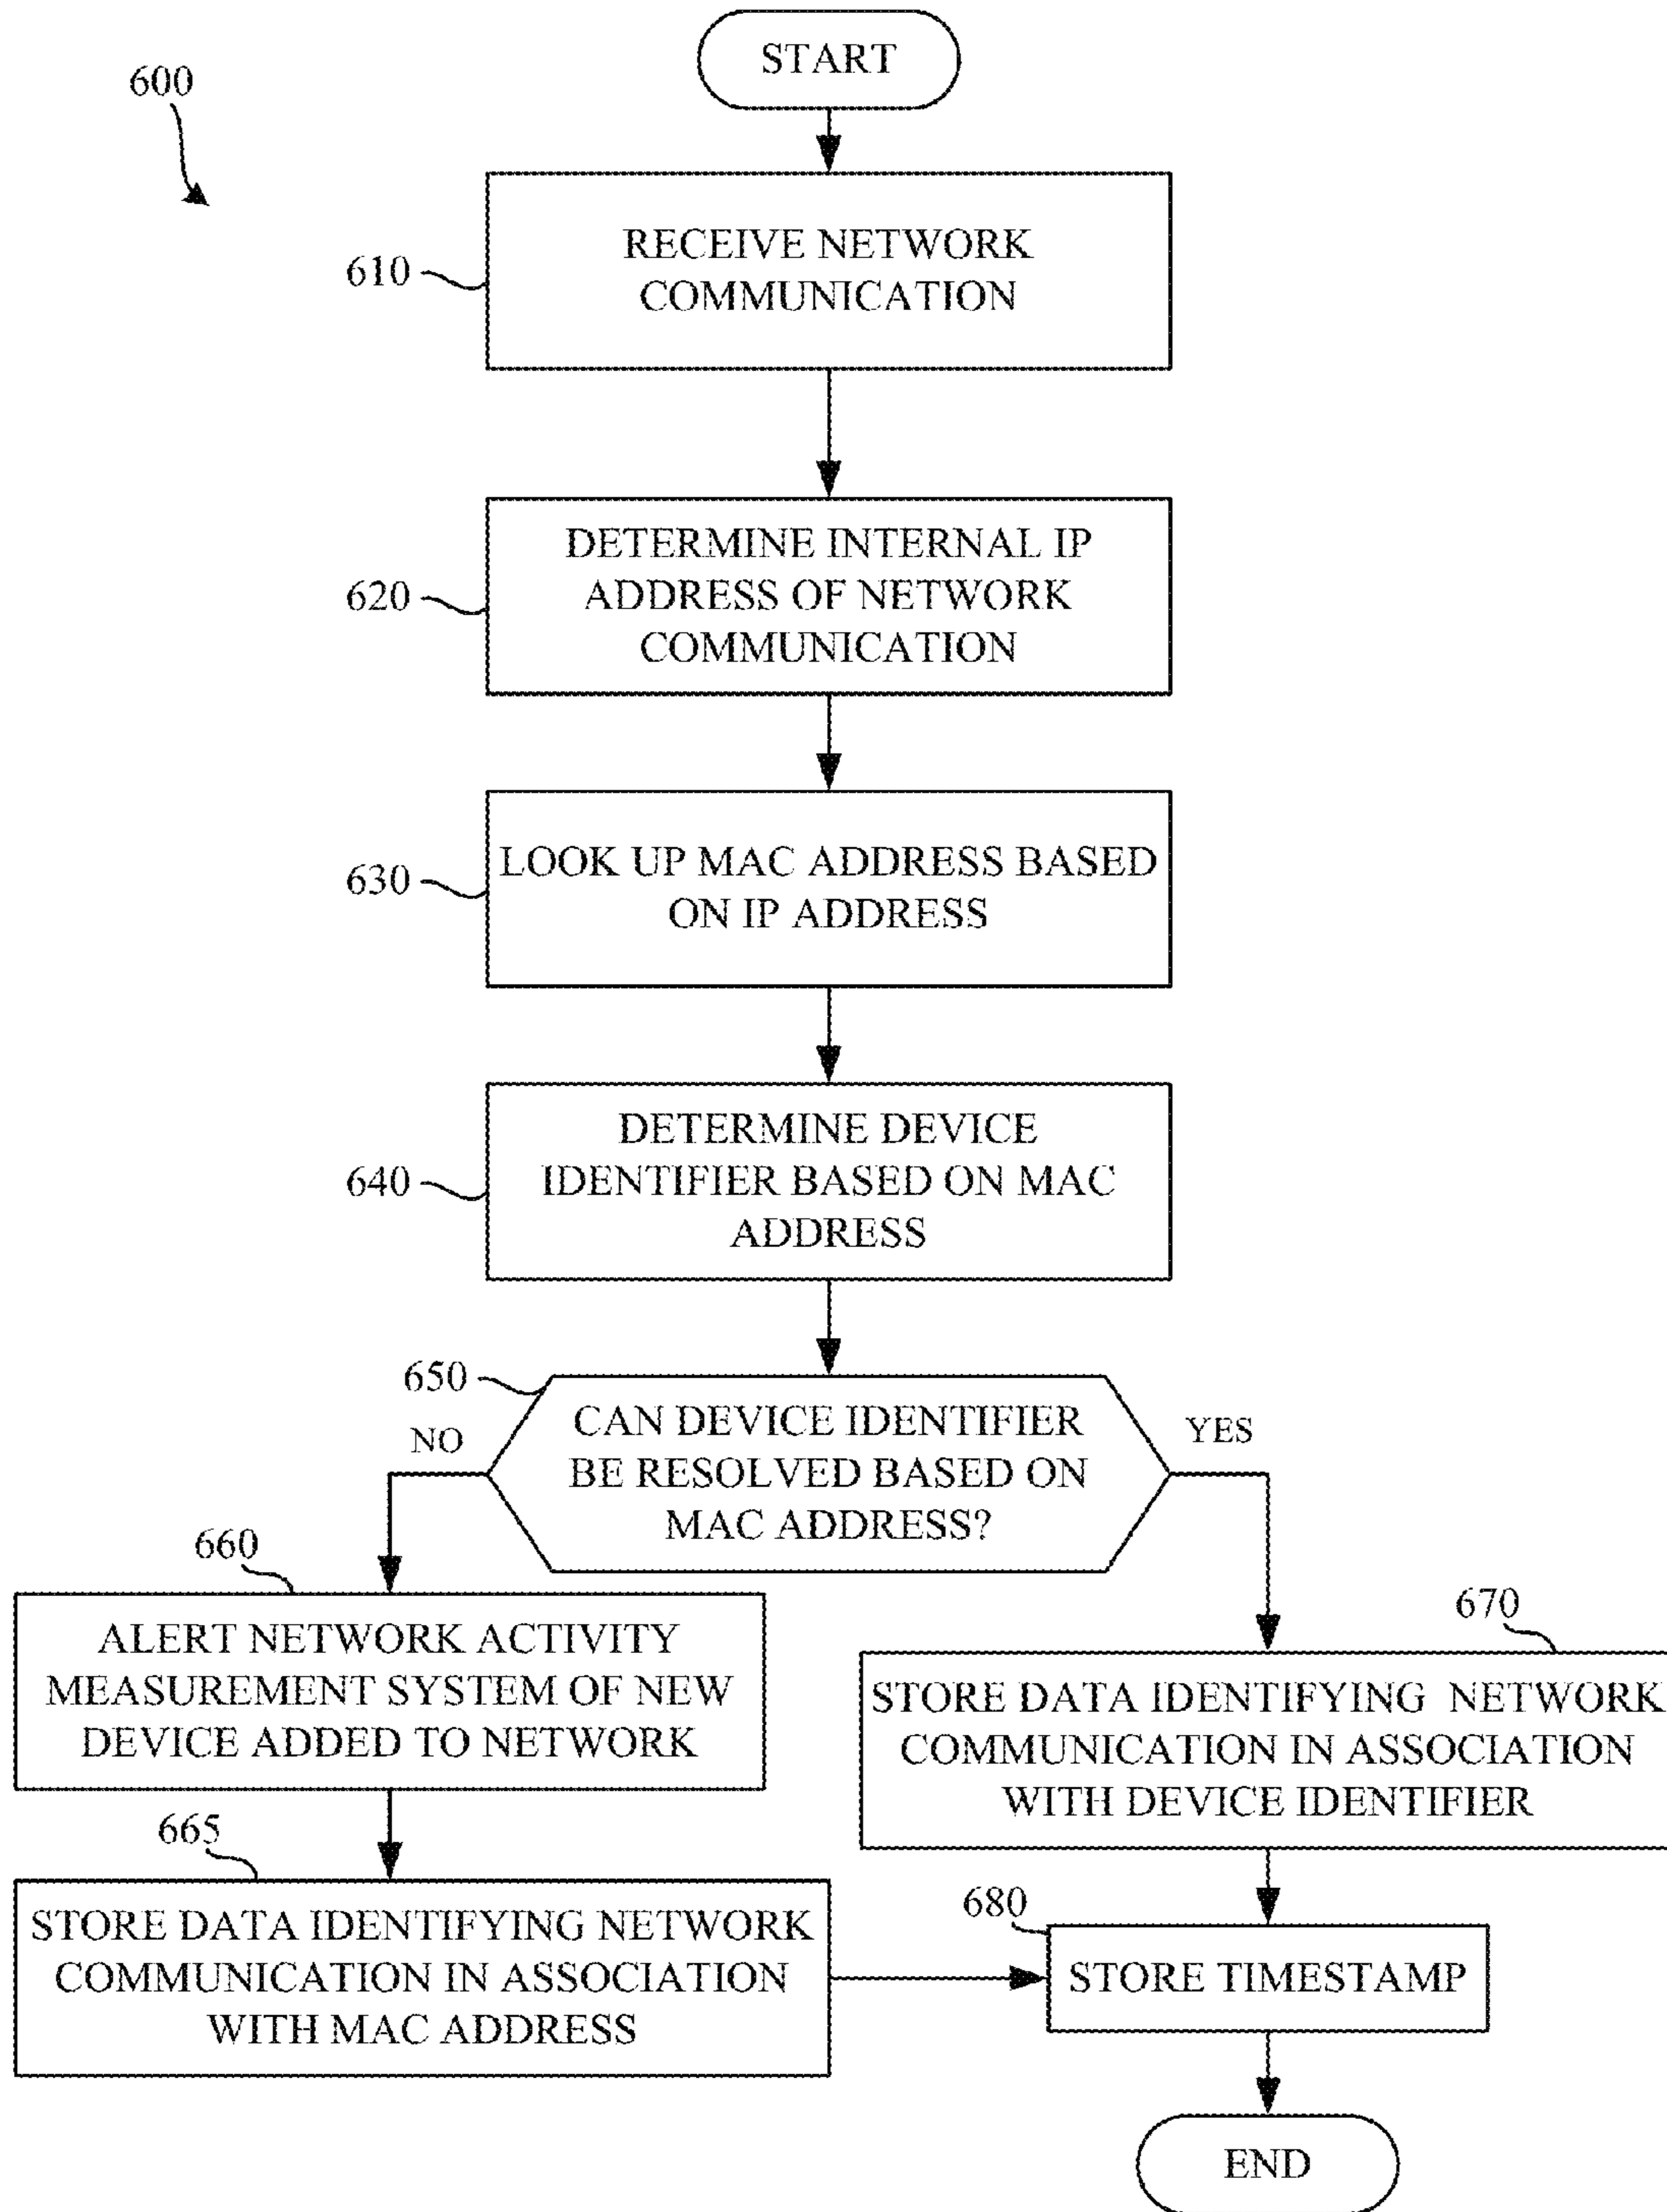 START
600
RECEIVE NETWORK
COMMUNICATION
610
DETERMINE INTERNAL IP
ADDRESS OF NETWORK
COMMUNICATION
620
LOOK UP MAC ADDRESS BASED
ON IP ADDRESS
630
DETERMINE DEVICE
IDENTIFIER BASED ON MAC
ADDRESS
640
650
CAN DEVICE IDENTIFIER
BE RESOLVED BASED ON
MAC ADDRESS?
NO
YES
660
ALERT NETWORK ACTIVITY
MEASUREMENT SYSTEM OF NEW
DEVICE ADDED TO NETWORK
670
STORE DATA IDENTIFYING NETWORK
COMMUNICATION IN ASSOCIATION
WITH DEVICE IDENTIFIER
665
STORE DATA IDENTIFYING NETWORK
COMMUNICATION IN ASSOCIATION
WITH MAC ADDRESS
680
STORE TIMESTAMP
END